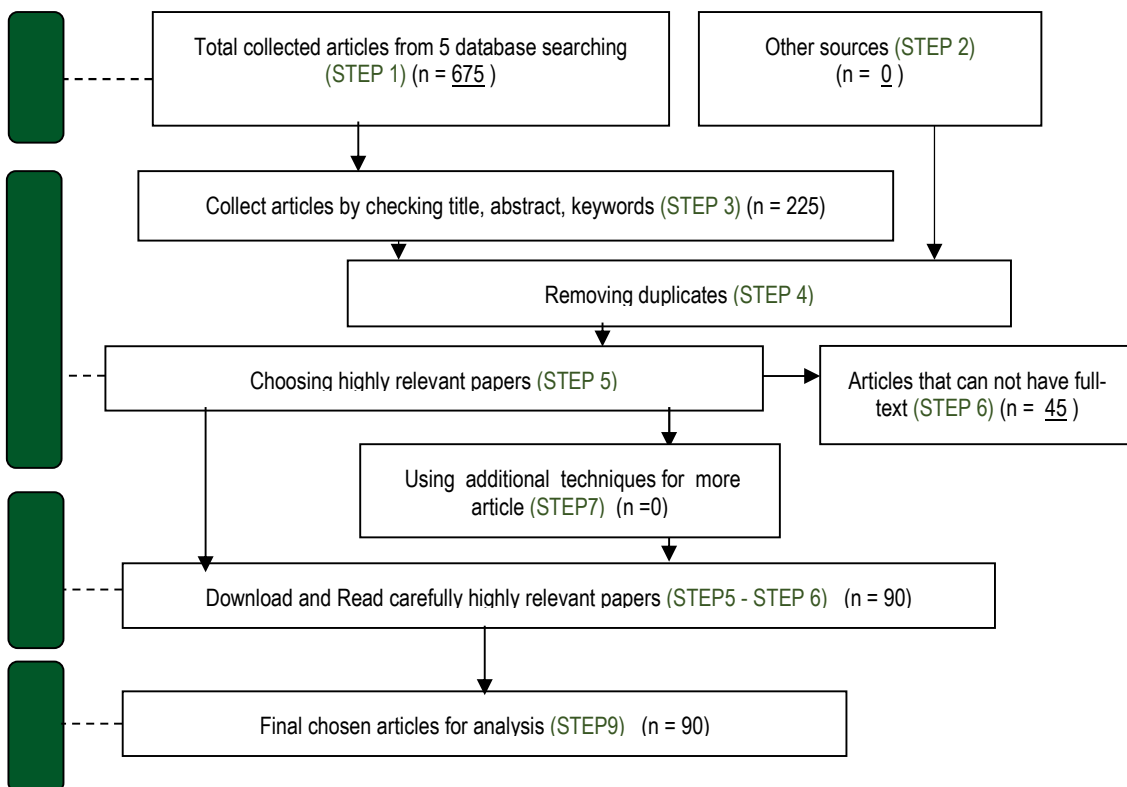 Total collected articles from 5 database searching
(STEP 1) (n = 675 )
Other sources (STEP 2)
(n = 0 )
Collect articles by checking title, abstract, keywords (STEP 3) (n = 225)
Removing duplicates (STEP 4)
Choosing highly relevant papers (STEP 5)
Articles that can not have full-
text (STEP 6) (n = 45 )
Using additional techniques for more
article (STEP7) (n =0)
Download and Read carefully highly relevant papers (STEP5 - STEP 6) (n = 90)
Final chosen articles for analysis (STEP9) (n = 90)